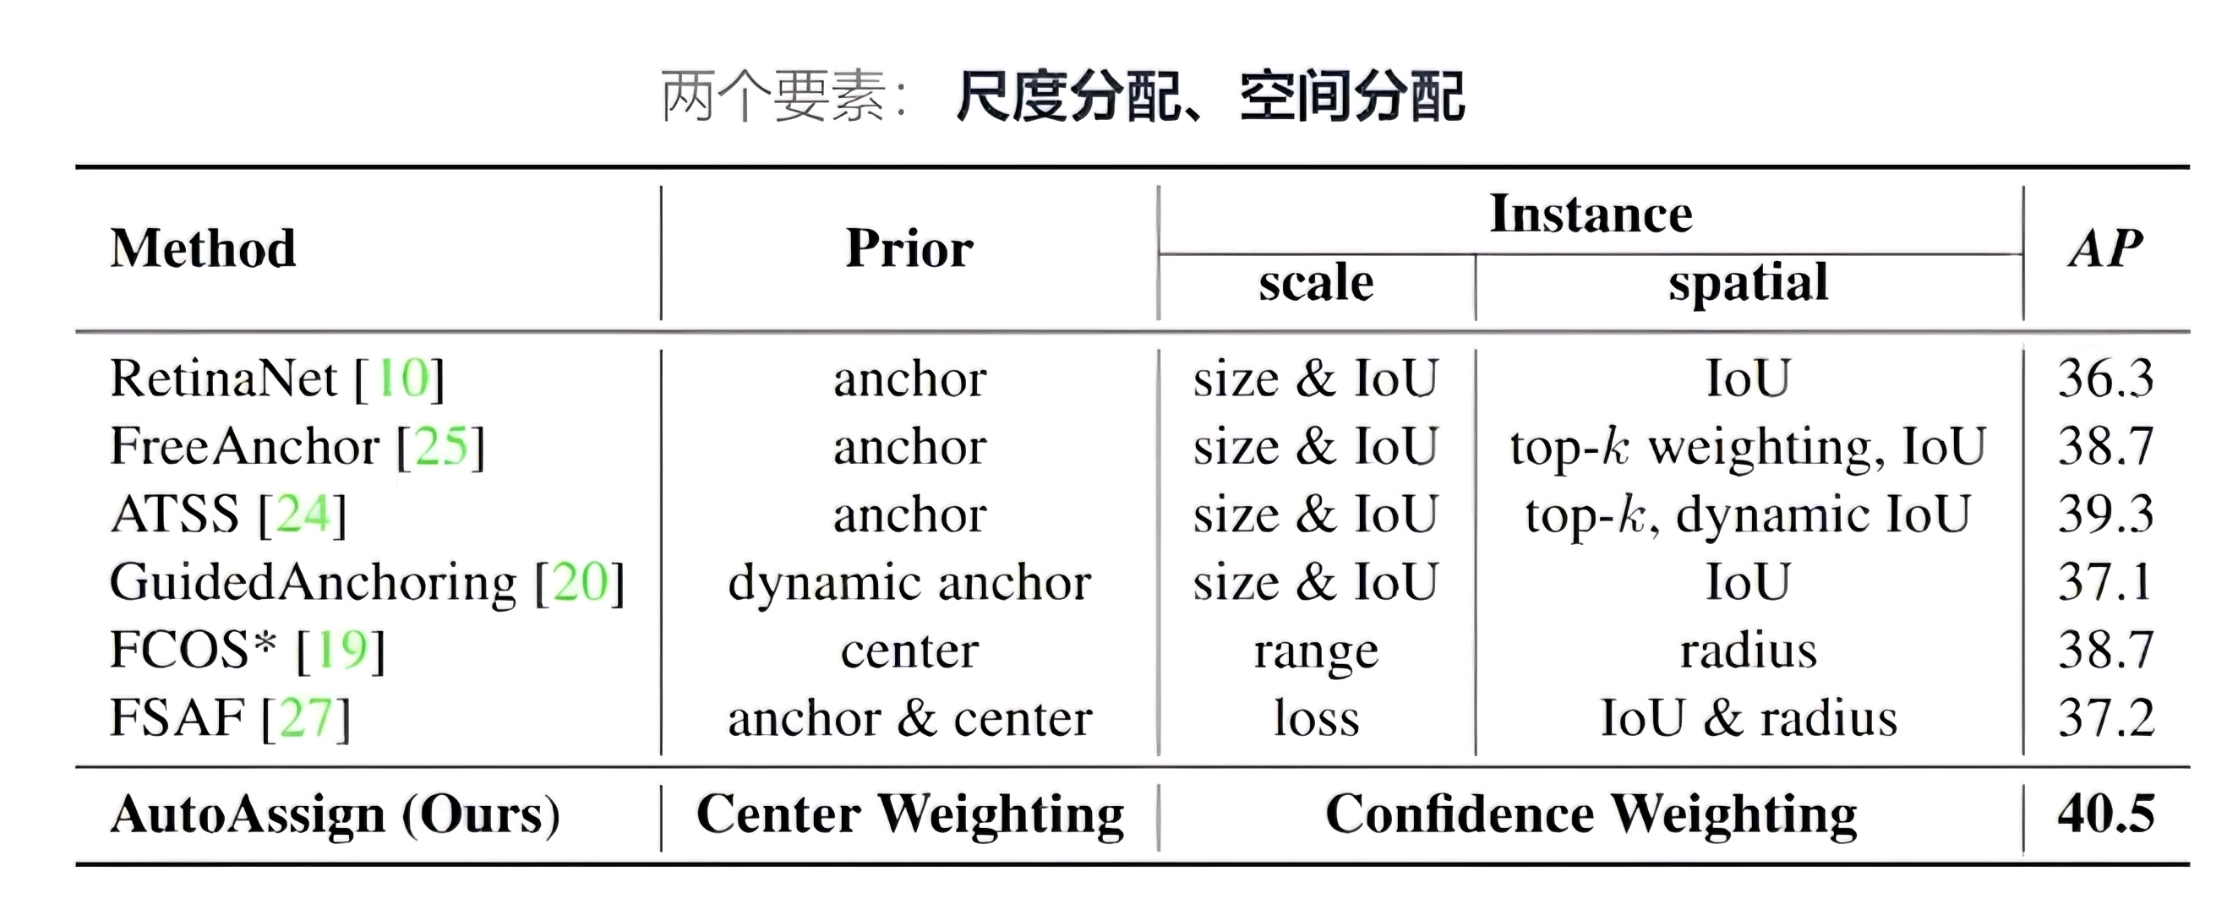 两个要素： 尺度分配、空间分配
Method Prior Instance AP
scale spatial
RetinaNet [10] anchor size & IoU IoU 36.3
FreeAnchor [25] anchor size & IoU top-k weighting, IoU 38.7
ATSS [24] anchor size & IoU top-k, dynamic IoU 39.3
GuidedAnchoring [20] dynamic anchor size & IoU IoU 37.1
FCOS* [19] center range radius 38.7
FSAF [27] anchor & center loss IoU & radius 37.2
AutoAssign (Ours) Center Weighting Confidence Weighting 40.5